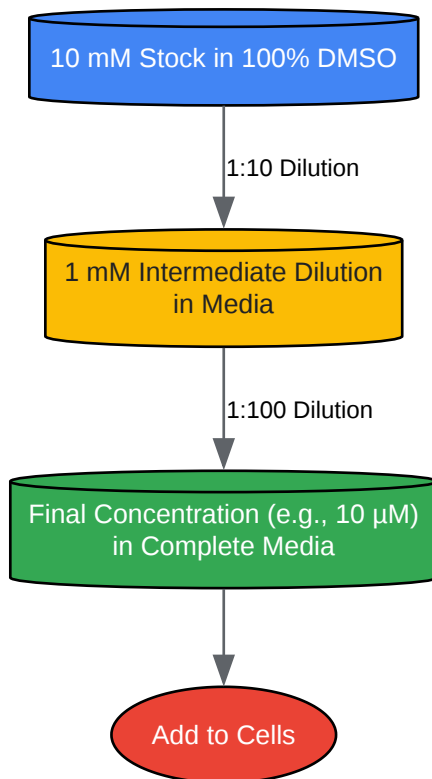 10 mM Stock in 100% DMSO
1:10 Dilution
1 mM Intermediate Dilution
in Media
1:100 Dilution
Final Concentration (e.g., 10 µM)
in Complete Media
Add to Cells